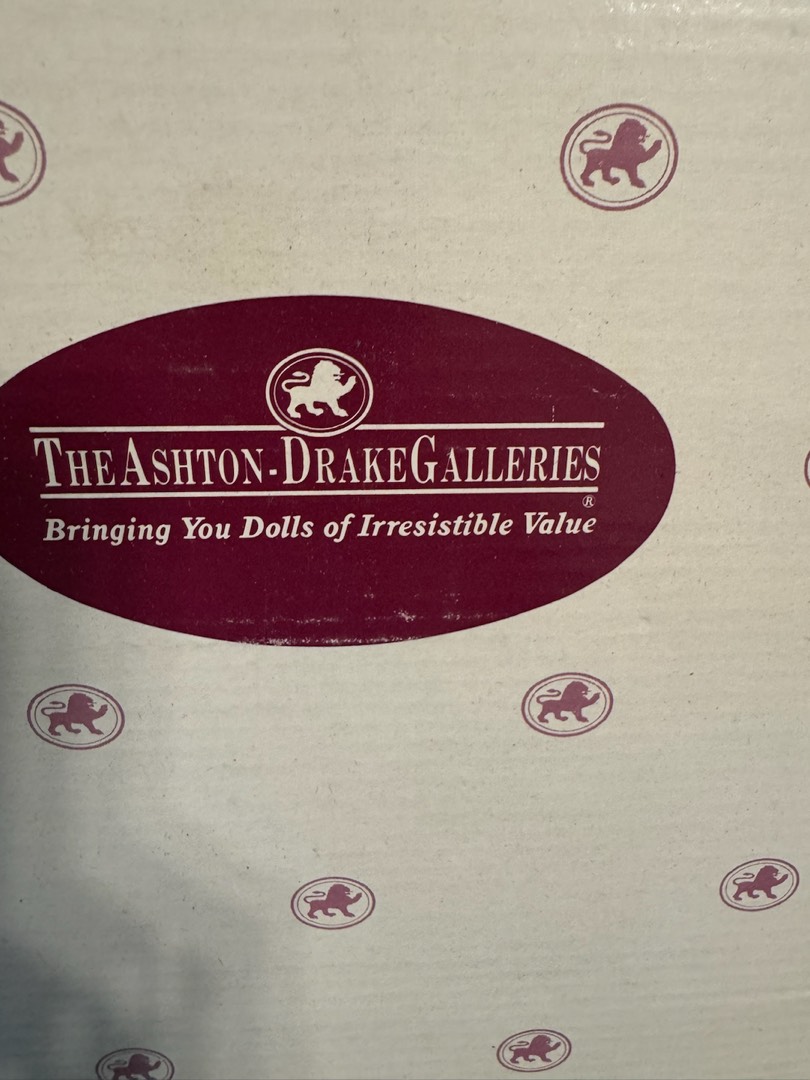 The Ashton-Drake Galleries
®
Bringing You Dolls of Irresistible Value